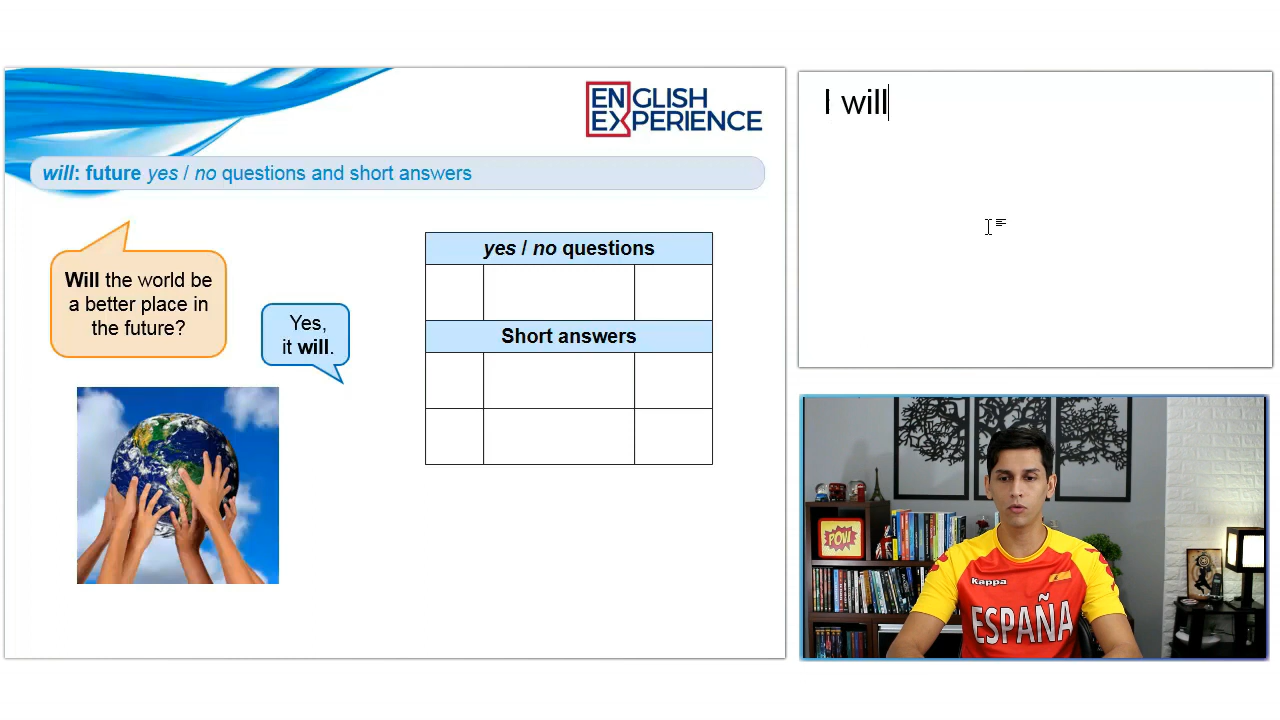 ENGLISH
EXPERIENCE
will: future yes / no questions and short answers
Will the world be
a better place in
the future?
Yes,
it will.
yes / no questions
Short answers
I will
POW!
Kappa
ESPAÑA